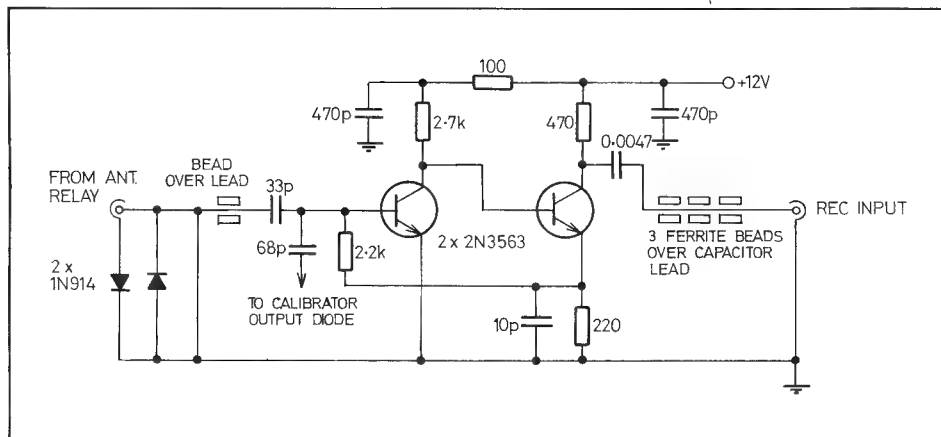 100
+12V
470p
2.7k
470
470p
0.0047
BEAD
OVER LEAD
FROM ANT.
RELAY
33p
REC INPUT
2 x 2N3563
68p
2.2k
3 FERRITE BEADS
OVER CAPACITOR
LEAD
2 x
1N914
TO CALIBRATOR
OUTPUT DIODE
10p
220